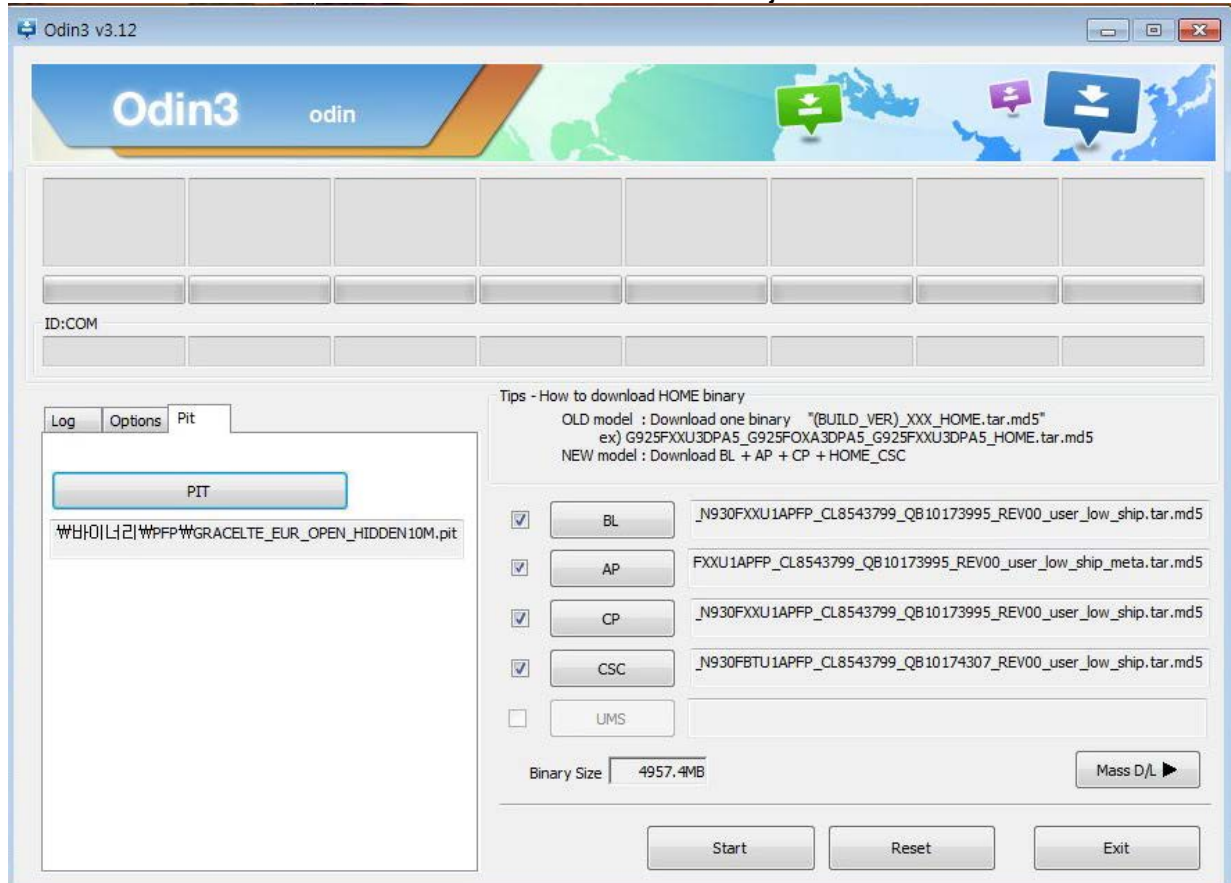 Odin3 v3.12
Odin3 odin
ID:COM
Log Options Pit
PIT
₩바이너리₩PFP₩GRACELTE_EUR_OPEN_HIDDEN10M.pit
Tips - How to download HOME binary
OLD model : Download one binary "(BUILD_VER)_XXX_HOME.tar.md5"
ex) G925FXXU3DPA5_G925FOXA3DPA5_G925FXXU3DPA5_HOME.tar.md5
NEW model : Download BL + AP + CP + HOME_CSC
BL _N930FXXU1APFP_CL8543799_QB10173995_REV00_user_low_ship.tar.md5
AP FXXU1APFP_CL8543799_QB10173995_REV00_user_low_ship_meta.tar.md5
CP _N930FXXU1APFP_CL8543799_QB10173995_REV00_user_low_ship.tar.md5
CSC _N930FBTU1APFP_CL8543799_QB10174307_REV00_user_low_ship.tar.md5
UMS
Binary Size 4957.4MB
Mass D/L ▶
Start Reset Exit